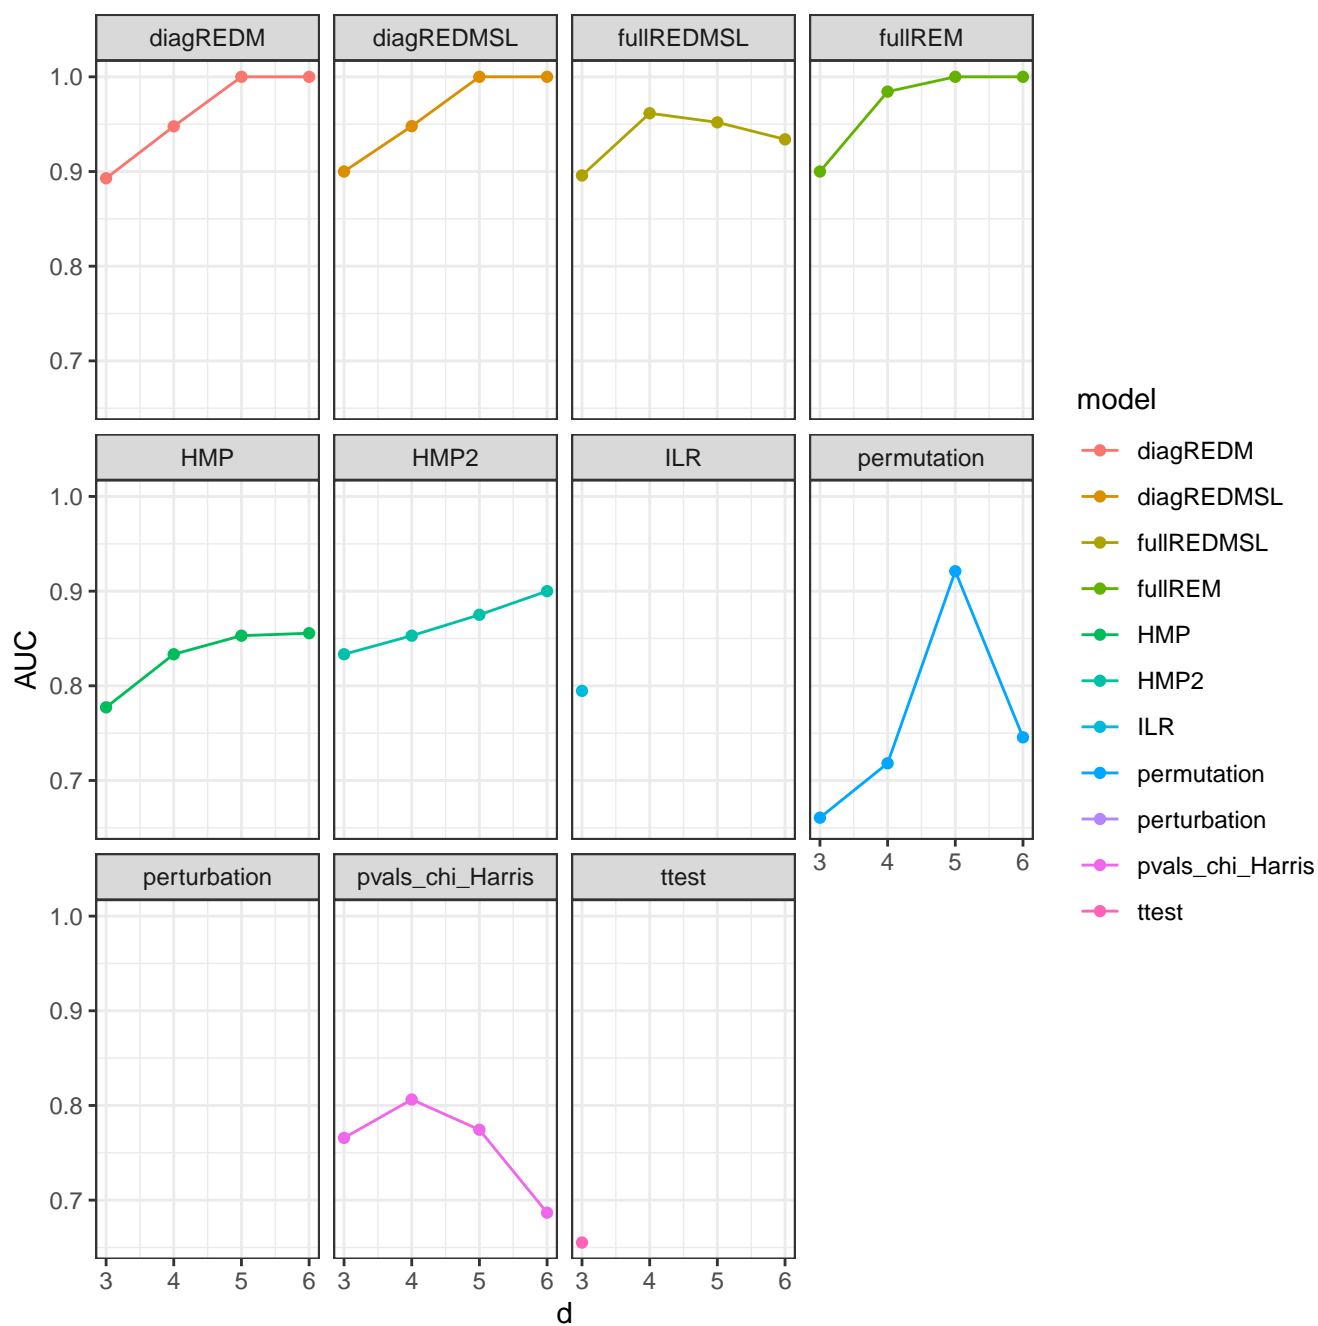 diagREDM diagREDMSL fullREDMSL fullREM
1.0
0.9
0.8
0.7
HMP HMP2 ILR permutation
1.0
0.9
0.8
0.7
3 4 5 6
perturbation pvals_chi_Harris ttest
1.0
0.9
0.8
0.7
3 4 5 6 3 4 5 6 3 4 5 6
d
AUC
model
diagREDM
diagREDMSL
fullREDMSL
fullREM
HMP
HMP2
ILR
permutation
perturbation
pvals_chi_Harris
ttest